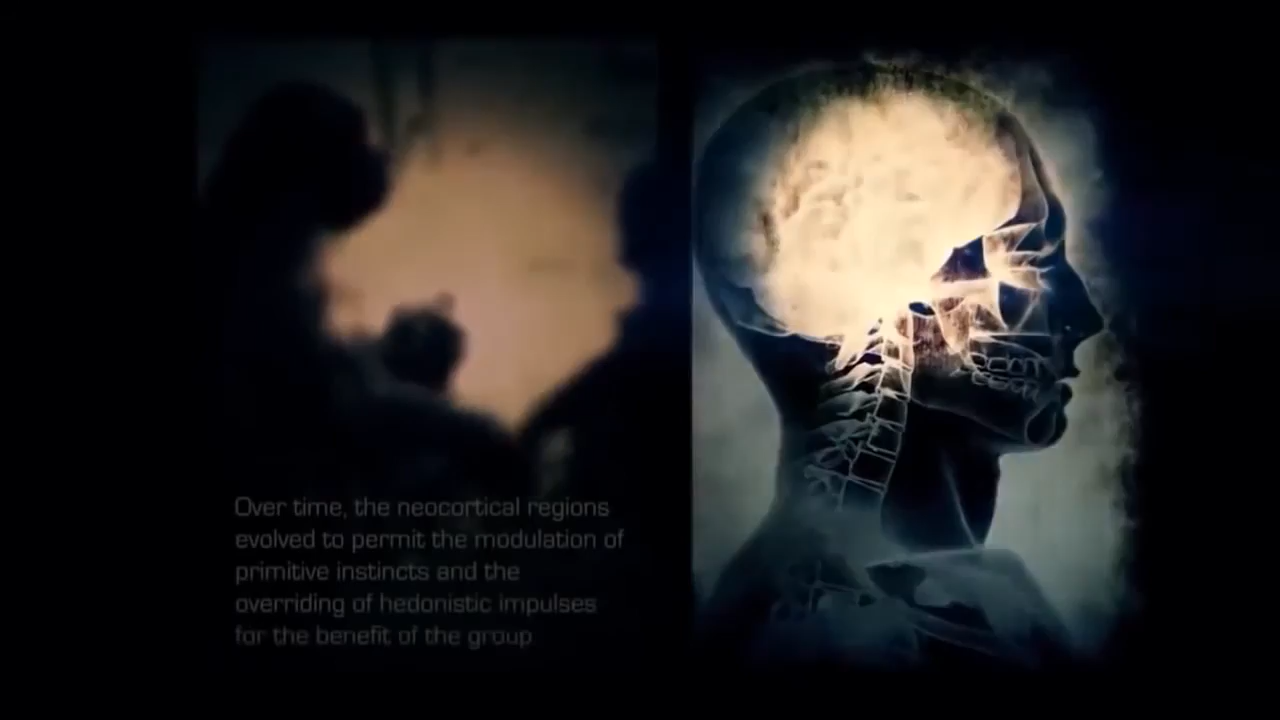 Over time, the neocortical regions
evolved to permit the modulation of
primitive instincts and the
overriding of hedonistic impulses
for the benefit of the group